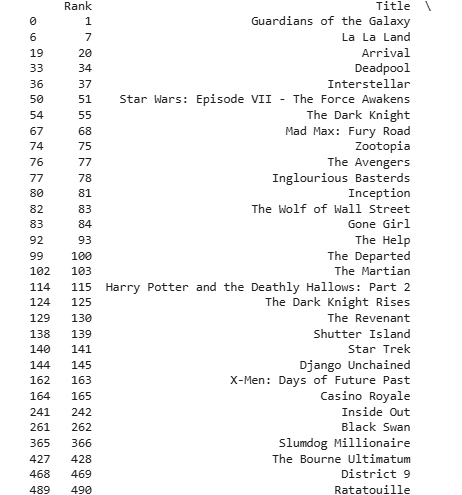 Rank Title \
0 1 Guardians of the Galaxy
6 7 La La Land
19 20 Arrival
33 34 Deadpool
36 37 Interstellar
50 51 Star Wars: Episode VII - The Force Awakens
54 55 The Dark Knight
67 68 Mad Max: Fury Road
74 75 Zootopia
76 77 The Avengers
77 78 Inglourious Basterds
80 81 Inception
82 83 The Wolf of Wall Street
83 84 Gone Girl
92 93 The Help
99 100 The Departed
102 103 The Martian
114 115 Harry Potter and the Deathly Hallows: Part 2
124 125 The Dark Knight Rises
129 130 The Revenant
138 139 Shutter Island
140 141 Star Trek
144 145 Django Unchained
162 163 X-Men: Days of Future Past
164 165 Casino Royale
241 242 Inside Out
261 262 Black Swan
365 366 Slumdog Millionaire
427 428 The Bourne Ultimatum
468 469 District 9
489 490 Ratatouille